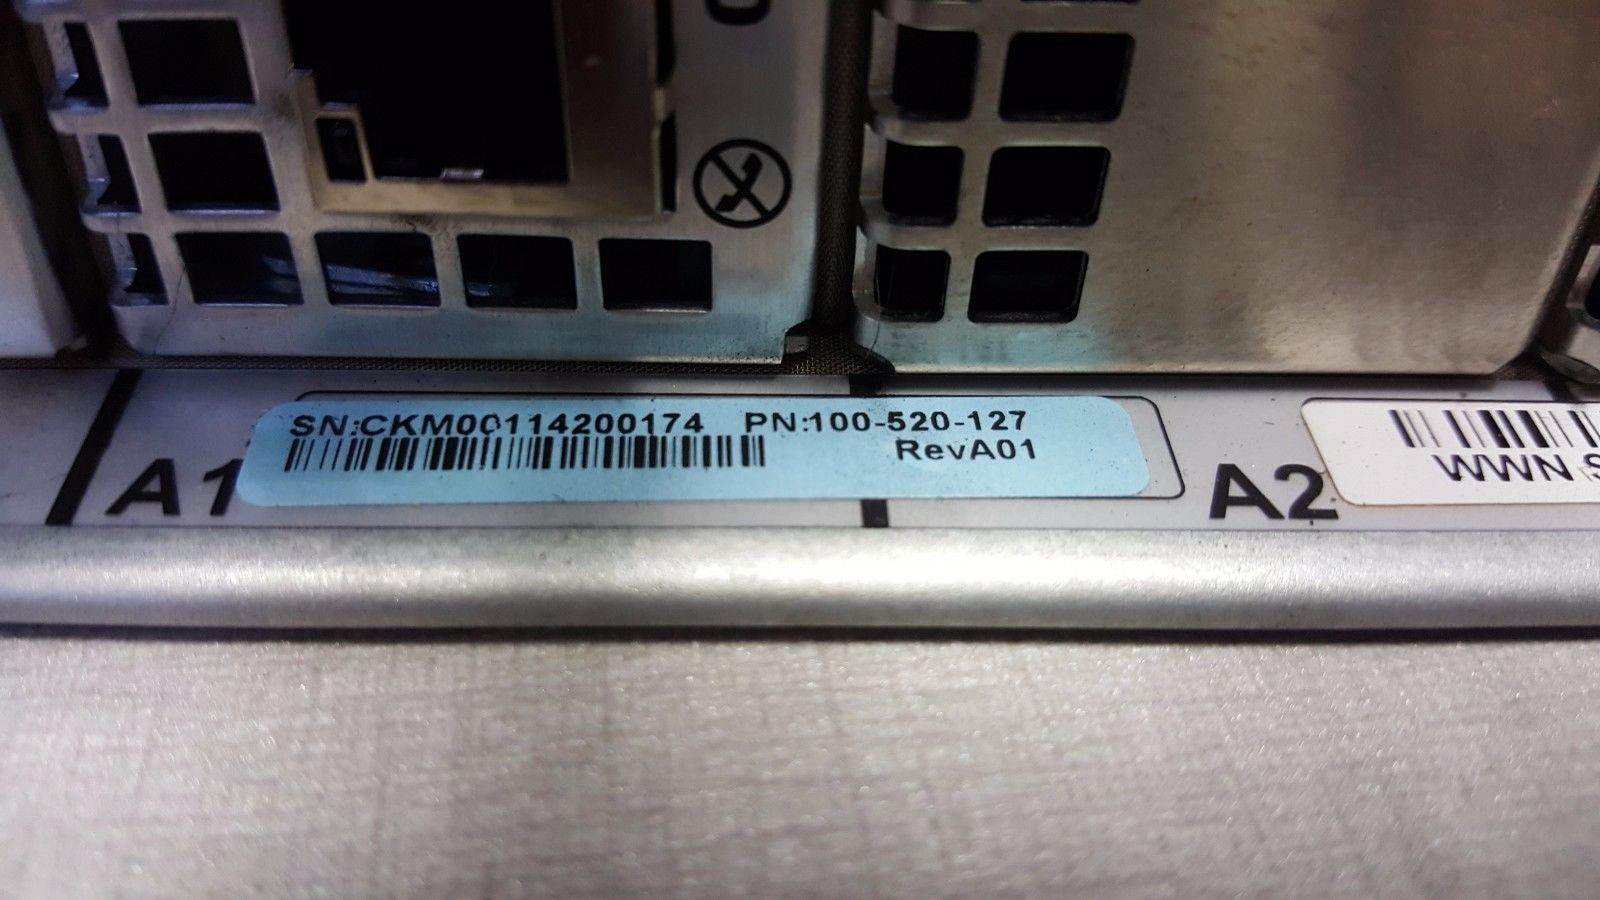 SN:CKM00114200174 PN:100-520-127
RevA01
A1
A2
WWN